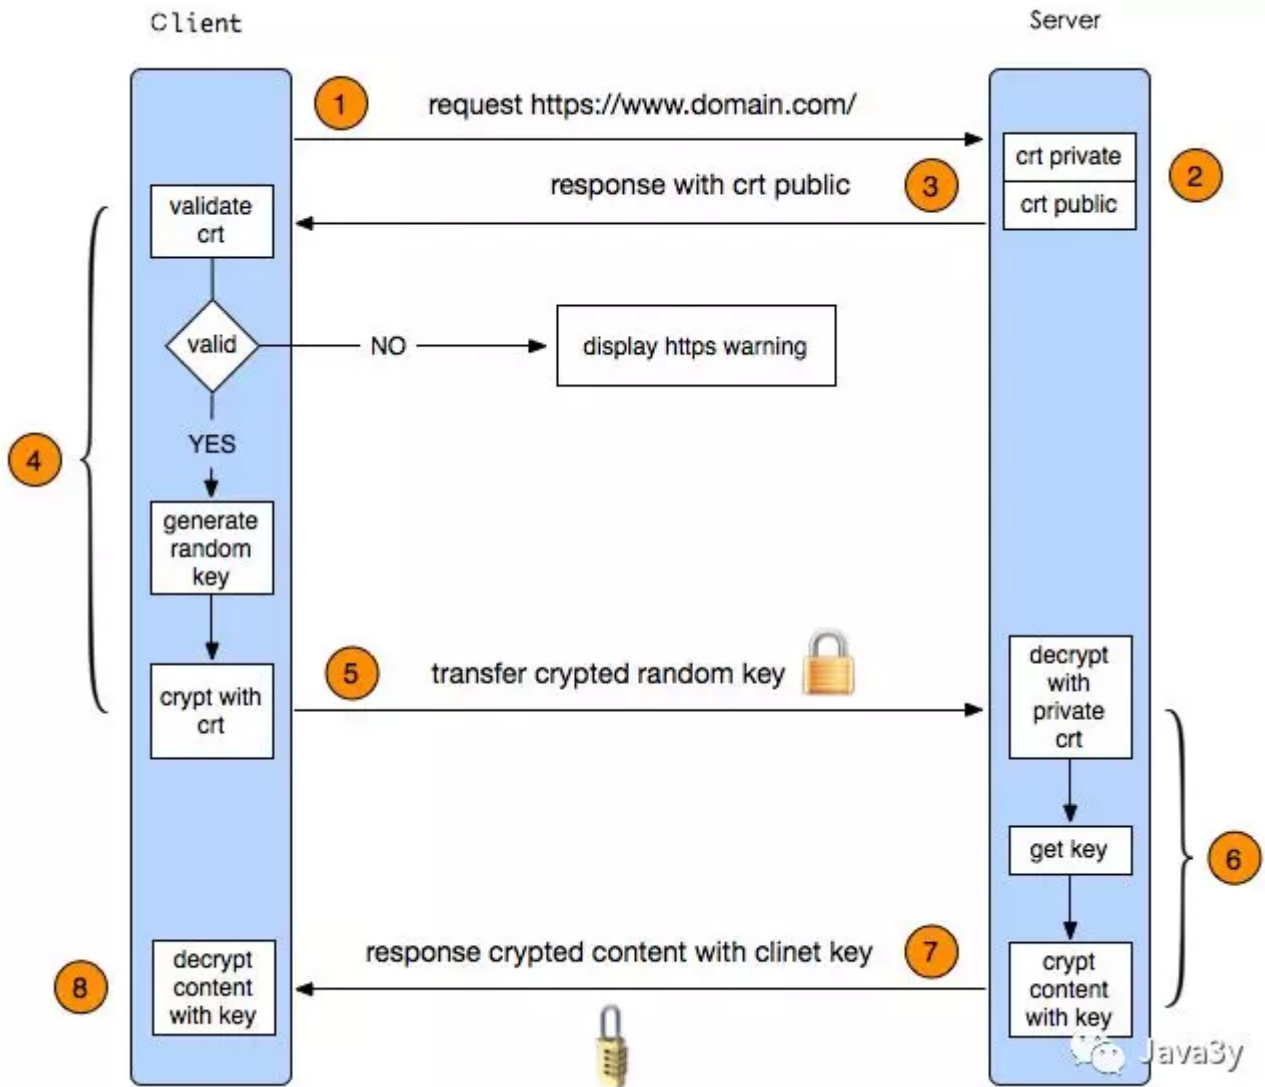 Client
Server
1
request https://www.domain.com/
crt private
2
response with crt public
3
crt public
validate
crt
valid
NO
display https warning
YES
4
generate
random
key
crypt with
crt
5
transfer crypted random key
decrypt
with
private
crt
get key
6
response crypted content with clinet key
7
crypt
content
with key
8
decrypt
content
with key
Java3y